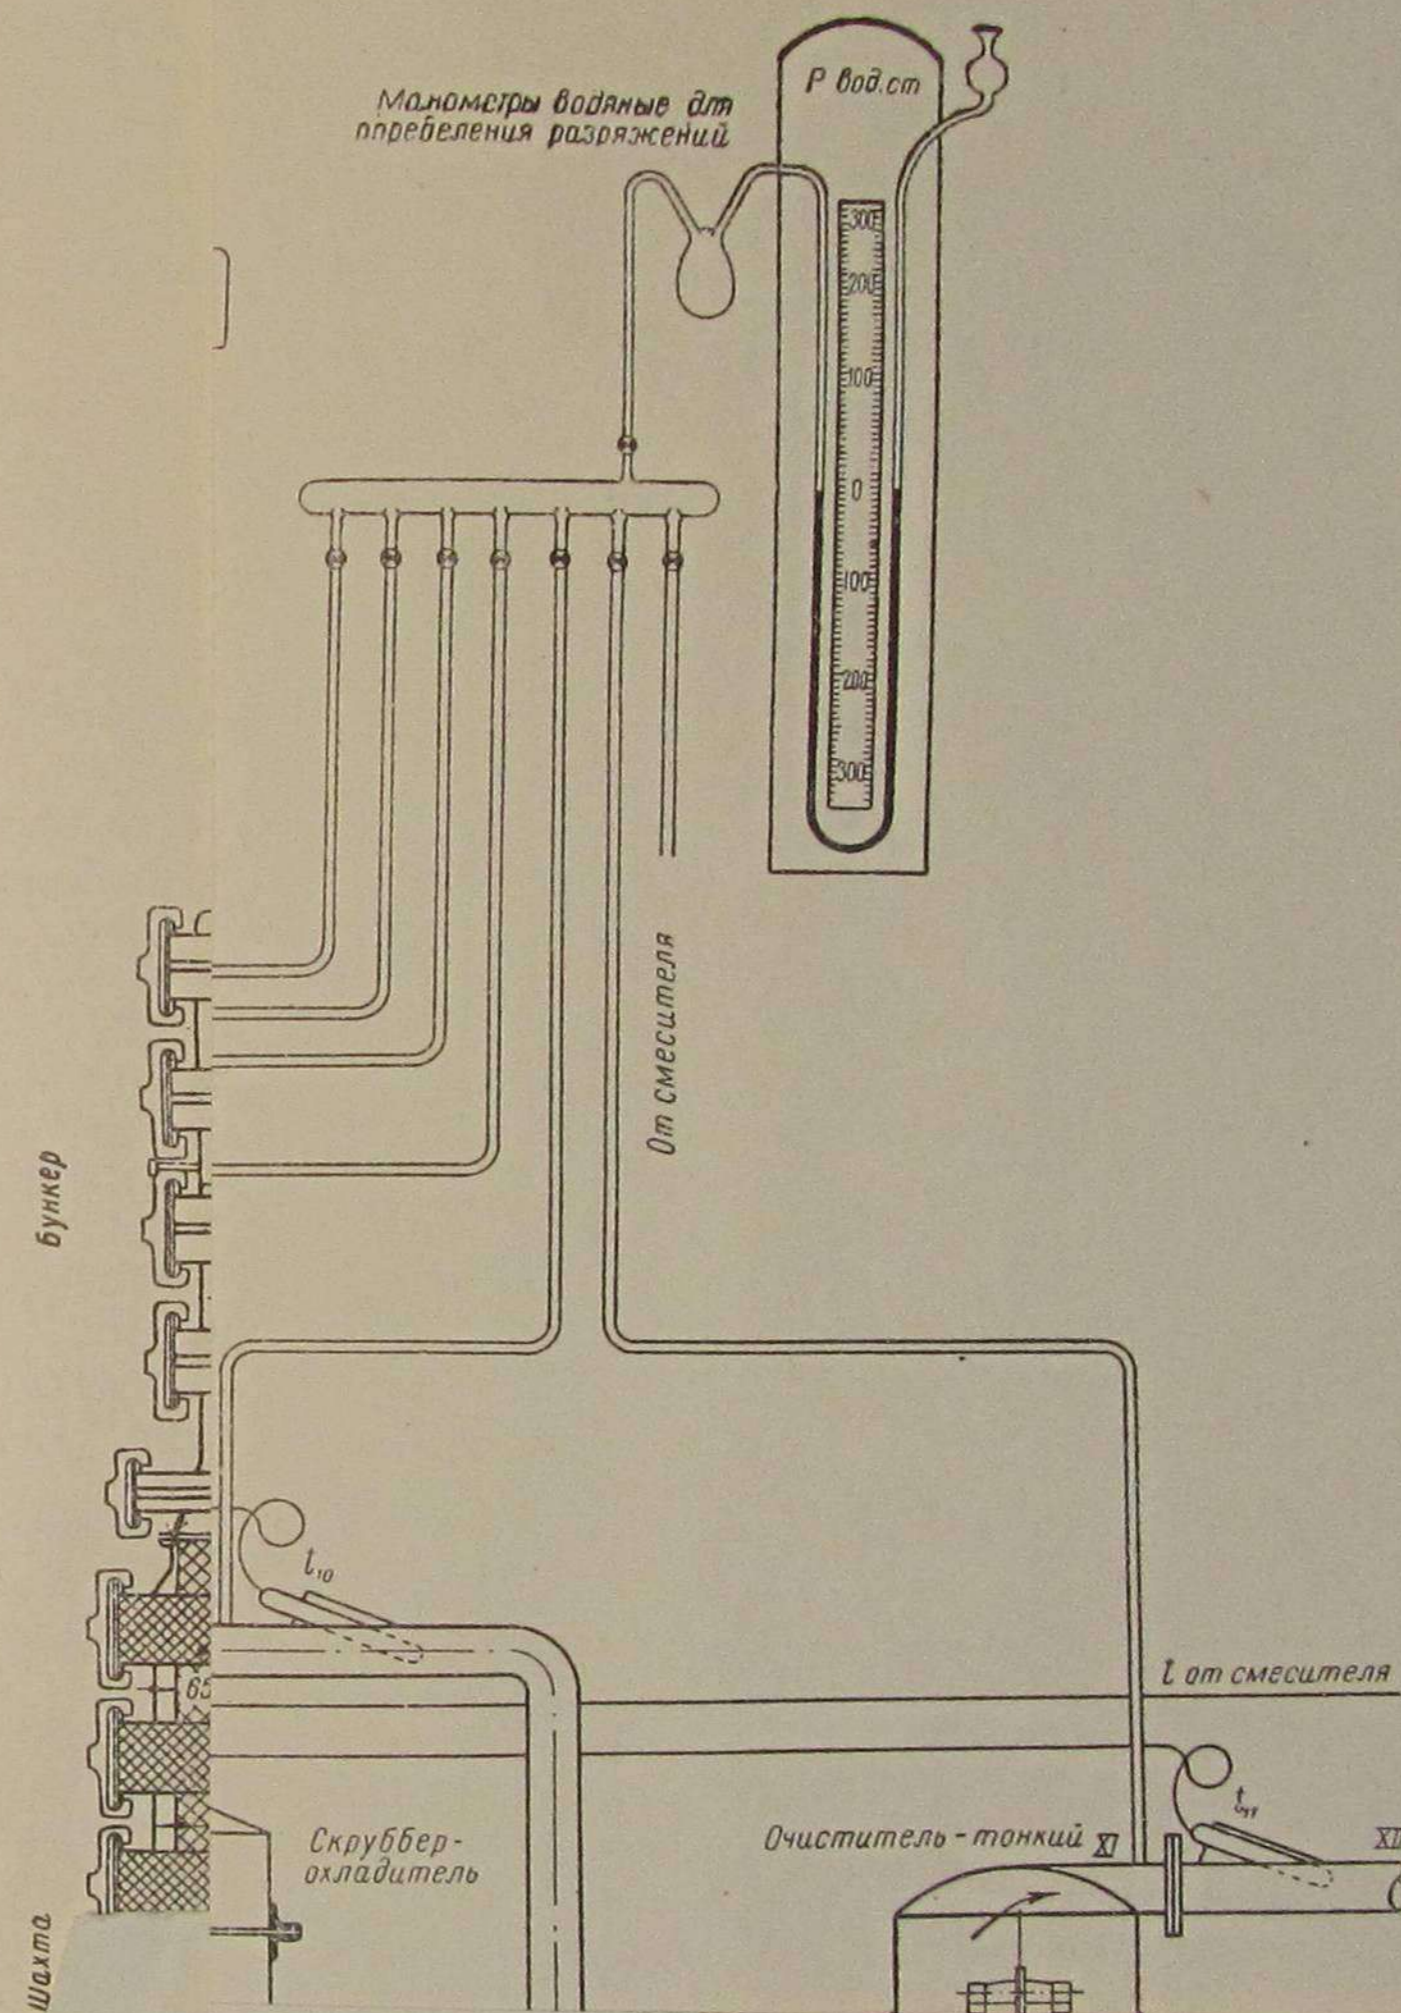 Манометры водяные для
определения разряжений
Р вод.ст
300
200
100
0
100
200
300
От смесителя
Бункер
t₁₀
t от смесителя
65
t₁₁
Скруббер-
охладитель
Очиститель-тонкий
XI
Шахта